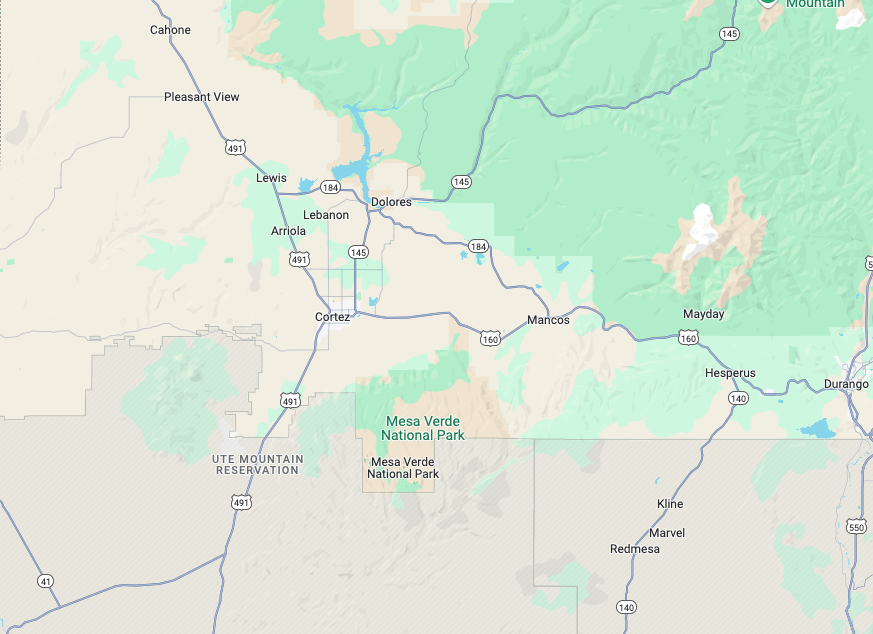 Mountain
Cahone
145
Pleasant View
491
Lewis
184
145
Dolores
Lebanon
Arriola
184
145
491
Cortez
Mancos
Mayday
160
160
Hesperus
Durango
140
491
Mesa Verde
National Park
Mesa Verde
National Park
UTE MOUNTAIN
RESERVATION
491
Kline
550
Marvel
Redmesa
41
140